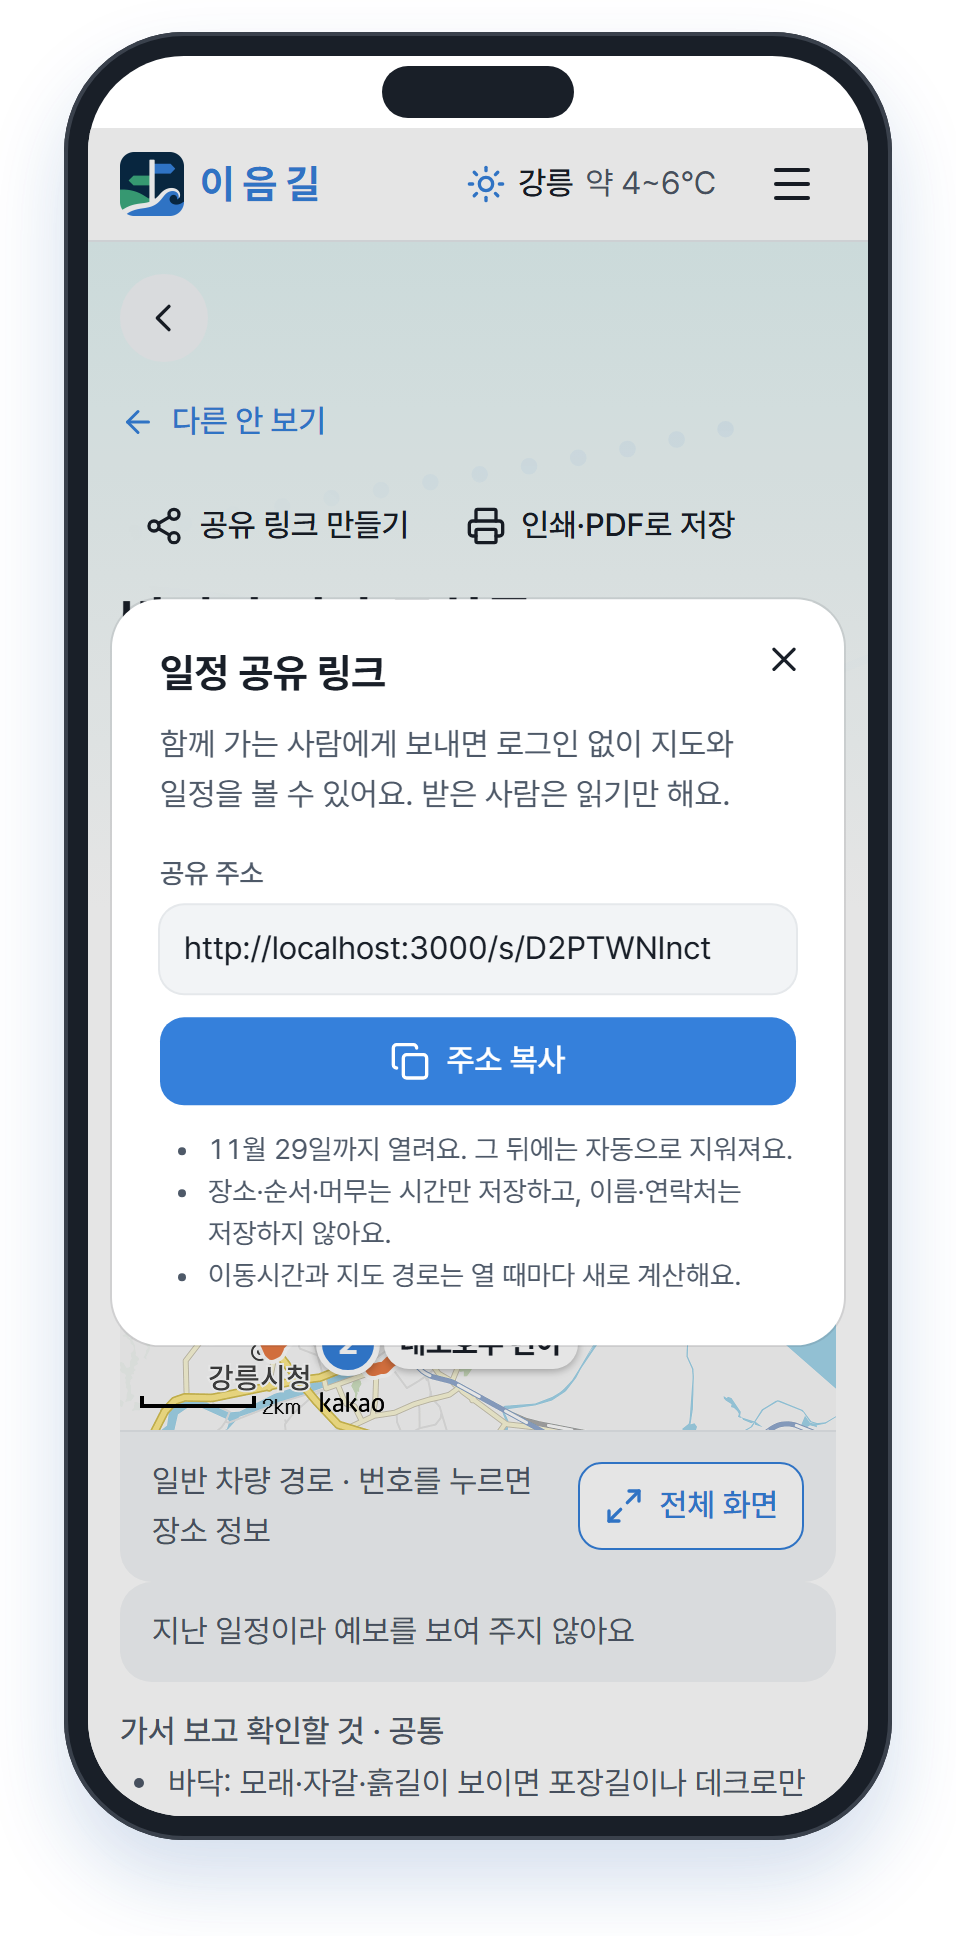 이음길
강릉 약 4~6°C
다른 안 보기
공유 링크 만들기
인쇄·PDF로 저장
일정 공유 링크
함께 가는 사람에게 보내면 로그인 없이 지도와
일정을 볼 수 있어요. 받은 사람은 읽기만 해요.
공유 주소
http://localhost:3000/s/D2PTWNlnct
주소 복사
• 11월 29일까지 열려요. 그 뒤에는 자동으로 지워져요.
• 장소·순서·머무는 시간만 저장하고, 이름·연락처는
저장하지 않아요.
• 이동시간과 지도 경로는 열 때마다 새로 계산해요.
2
강릉시청
2km
kakao
일반 차량 경로 · 번호를 누르면
장소 정보
전체 화면
지난 일정이라 예보를 보여 주지 않아요
가서 보고 확인할 것 · 공통
• 바닥: 모래·자갈·흙길이 보이면 포장길이나 데크로만